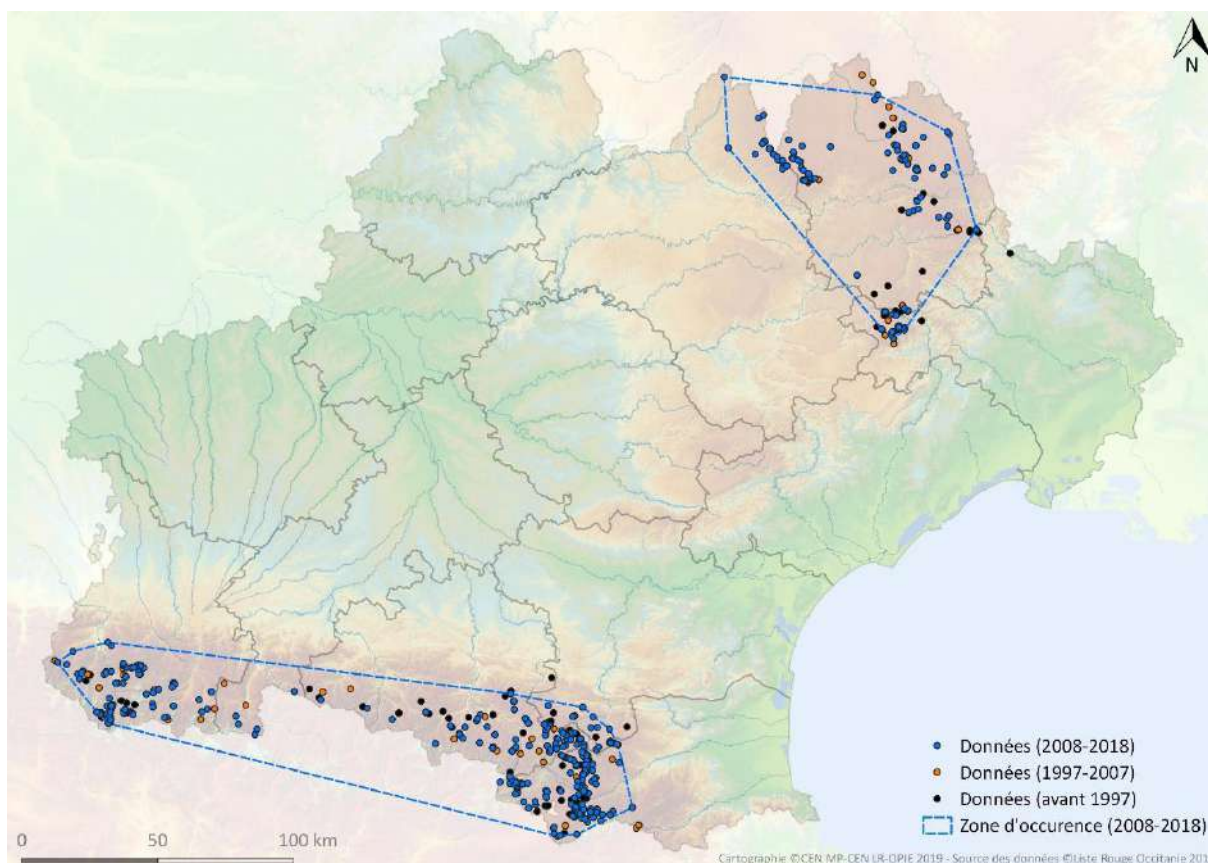 N
Données (2008-2018)
Données (1997-2007)
Données (avant 1997)
Zone d'occurence (2008-2018)
0 50 100 km
Cartographie ©CEN MP-CEN LR-OPIE 2019 - Source des données ©Liste Rouge Occitanie 201